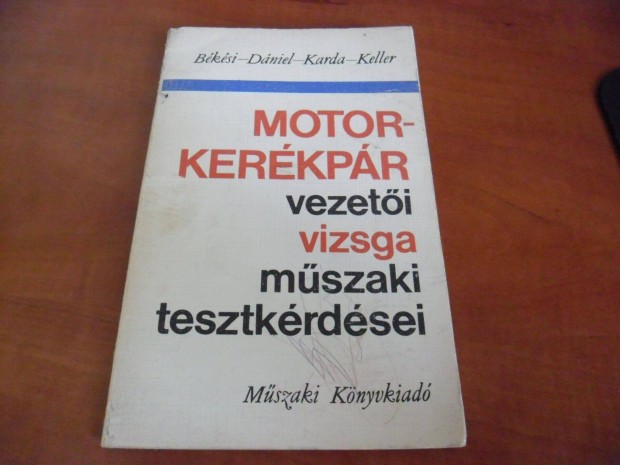 Békési–Dániel–Karda–Keller
MOTOR-
KERÉKPÁR
vezetői
vizsga
műszaki
tesztkérdései
Műszaki Könyvkiadó